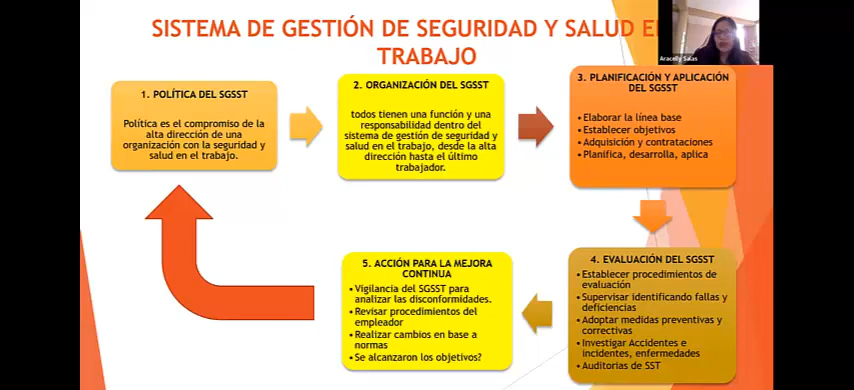 SISTEMA DE GESTIÓN DE SEGURIDAD Y SALUD
TRABAJO
Aracelly Salas
1. POLÍTICA DEL SGSST
Política es el compromiso de la
alta dirección de una
organización con la seguridad y
salud en el trabajo.
2. ORGANIZACIÓN DEL SGSST
todos tienen una función y una
responsabilidad dentro del
sistema de gestión de seguridad y
salud en el trabajo, desde la alta
dirección hasta el último
trabajador.
3. PLANIFICACIÓN Y APLICACIÓN
DEL SGSST
•Elaborar la línea base
•Establecer objetivos
•Adquisición y contrataciones
•Planifica, desarrolla, aplica
4. EVALUACIÓN DEL SGSST
•Establecer procedimientos de
evaluación
•Supervisar identificando fallas y
deficiencias
•Adoptar medidas preventivas y
correctivas
•Investigar Accidentes e
incidentes, enfermedades
•Auditorias de SST
5. ACCIÓN PARA LA MEJORA
CONTINUA
•Vigilancia del SGSST para
analizar las disconformidades.
•Revisar procedimientos del
empleador
•Realizar cambios en base a
normas
•Se alcanzaron los objetivos?